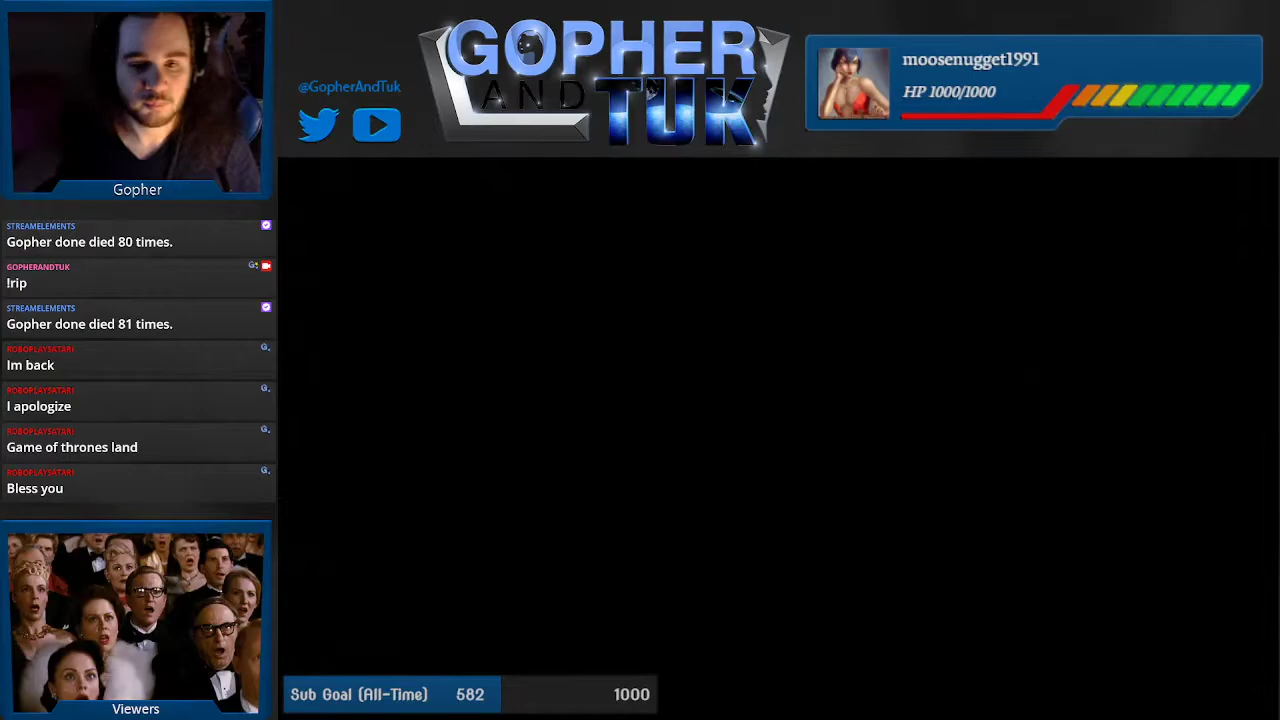 Gopher
STREAMELEMENTS
Gopher done died 80 times.
GOPHERANDTUK
!rip
STREAMELEMENTS
Gopher done died 81 times.
ROBOPLAYSATARI
Im back
ROBOPLAYSATARI
I apologize
ROBOPLAYSATARI
Game of thrones land
ROBOPLAYSATARI
Bless you
Viewers
@GopherAndTuk
GOPHER
AND TUK
moosenugget1991
HP 1000/1000
Sub Goal (All-Time) 582 1000